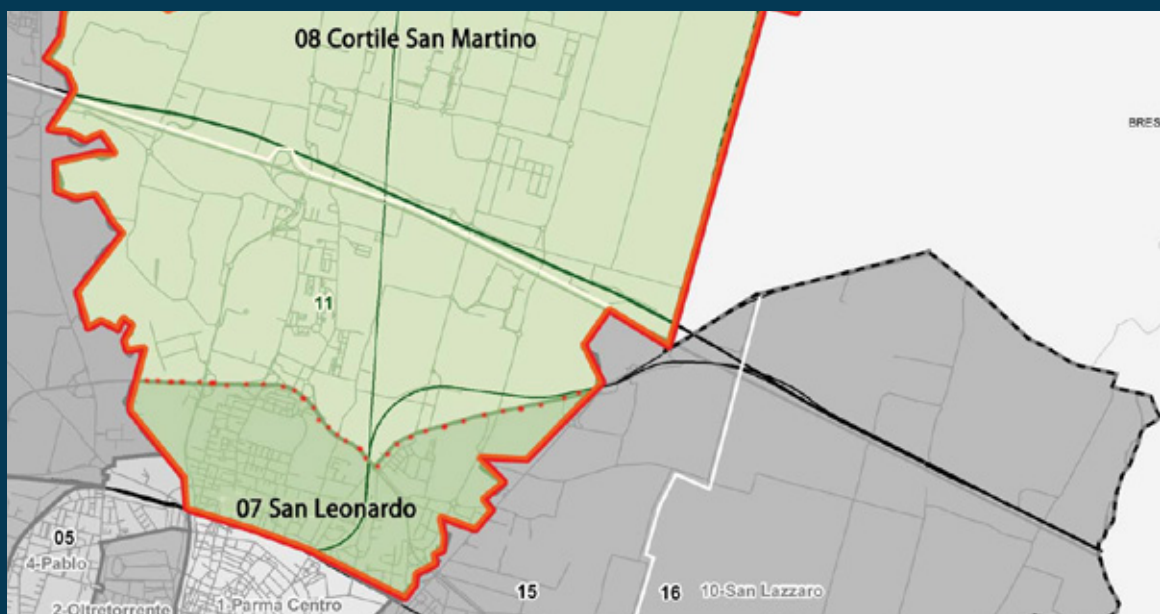 08 Cortile San Martino
BRES
11
07 San Leonardo
05
4-Pablo
15
16
10-San Lazzaro
2-Oltretorrente
1-Parma Centro